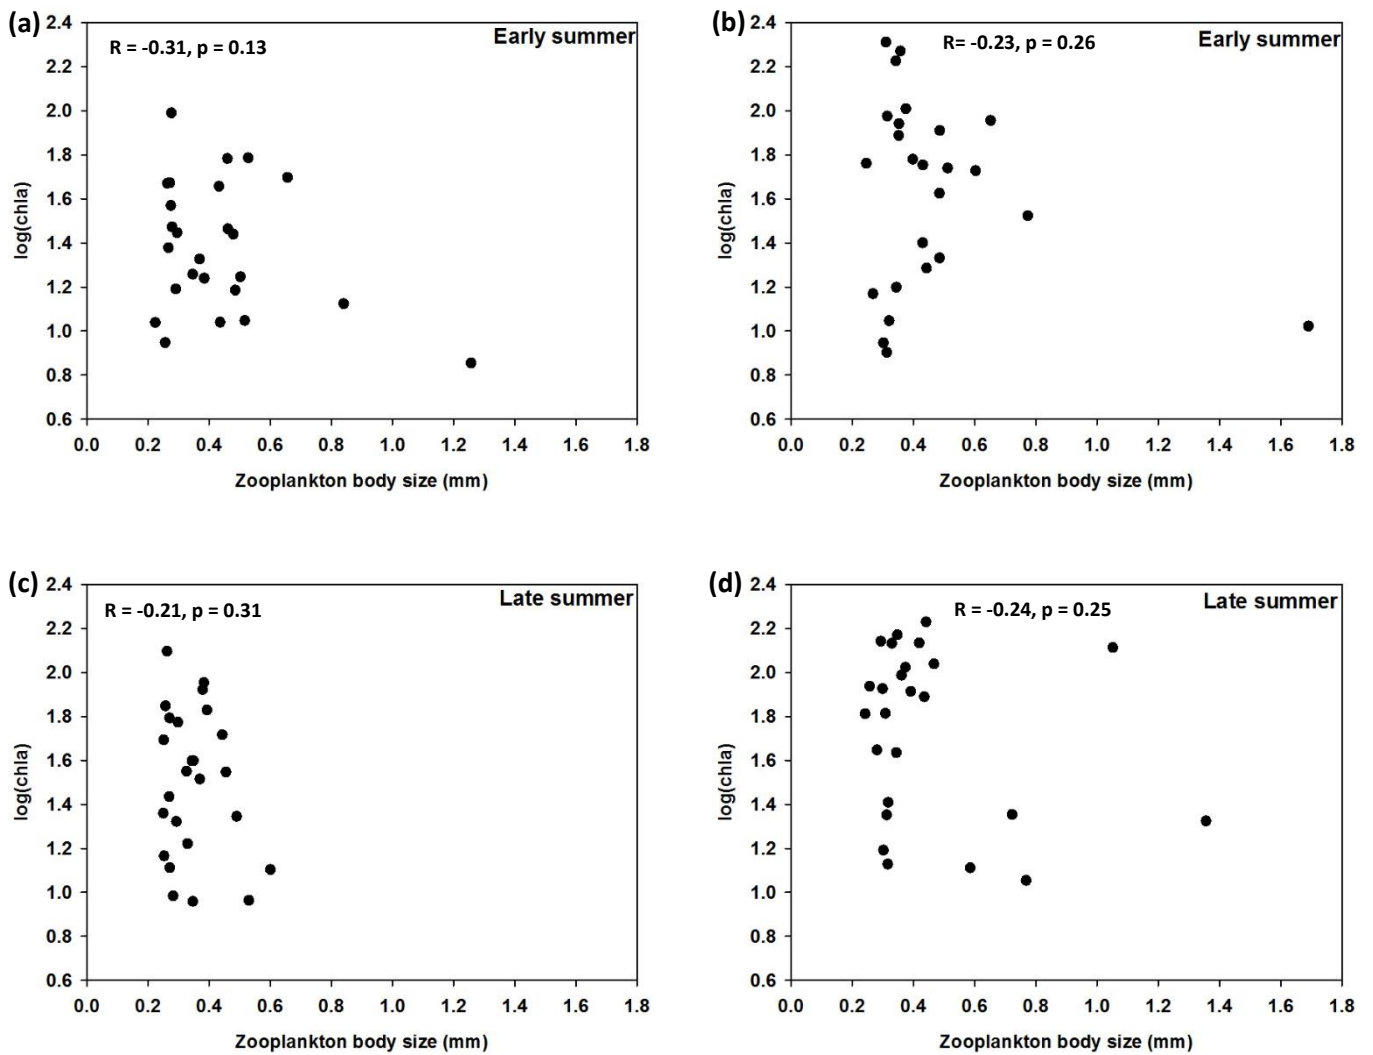 (a)
R = -0.31, p = 0.13
Early summer
2.4
2.2
2.0
1.8
1.6
1.4
1.2
1.0
0.8
0.6
log(chla)
0.0 0.2 0.4 0.6 0.8 1.0 1.2 1.4 1.6 1.8
Zooplankton body size (mm)
(b)
R= -0.23, p = 0.26
Early summer
2.4
2.2
2.0
1.8
1.6
1.4
1.2
1.0
0.8
0.6
log(chla)
0.0 0.2 0.4 0.6 0.8 1.0 1.2 1.4 1.6 1.8
Zooplankton body size (mm)
(c)
R = -0.21, p = 0.31
Late summer
2.4
2.2
2.0
1.8
1.6
1.4
1.2
1.0
0.8
0.6
log(chla)
0.0 0.2 0.4 0.6 0.8 1.0 1.2 1.4 1.6 1.8
Zooplankton body size (mm)
(d)
R = -0.24, p = 0.25
Late summer
2.4
2.2
2.0
1.8
1.6
1.4
1.2
1.0
0.8
0.6
log(chla)
0.0 0.2 0.4 0.6 0.8 1.0 1.2 1.4 1.6 1.8
Zooplankton body size (mm)